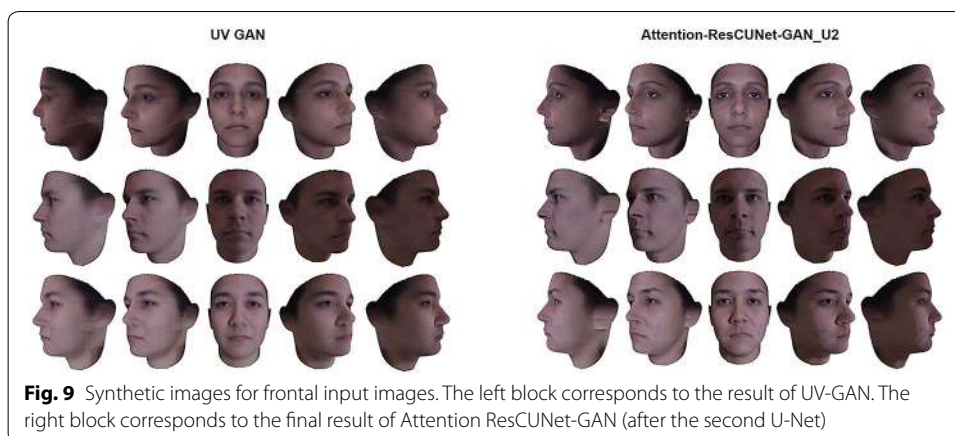 UV GAN
Attention-ResCUNet-GAN_U2
Fig. 9 Synthetic images for frontal input images. The left block corresponds to the result of UV-GAN. The
right block corresponds to the final result of Attention ResCUNet-GAN (after the second U-Net)